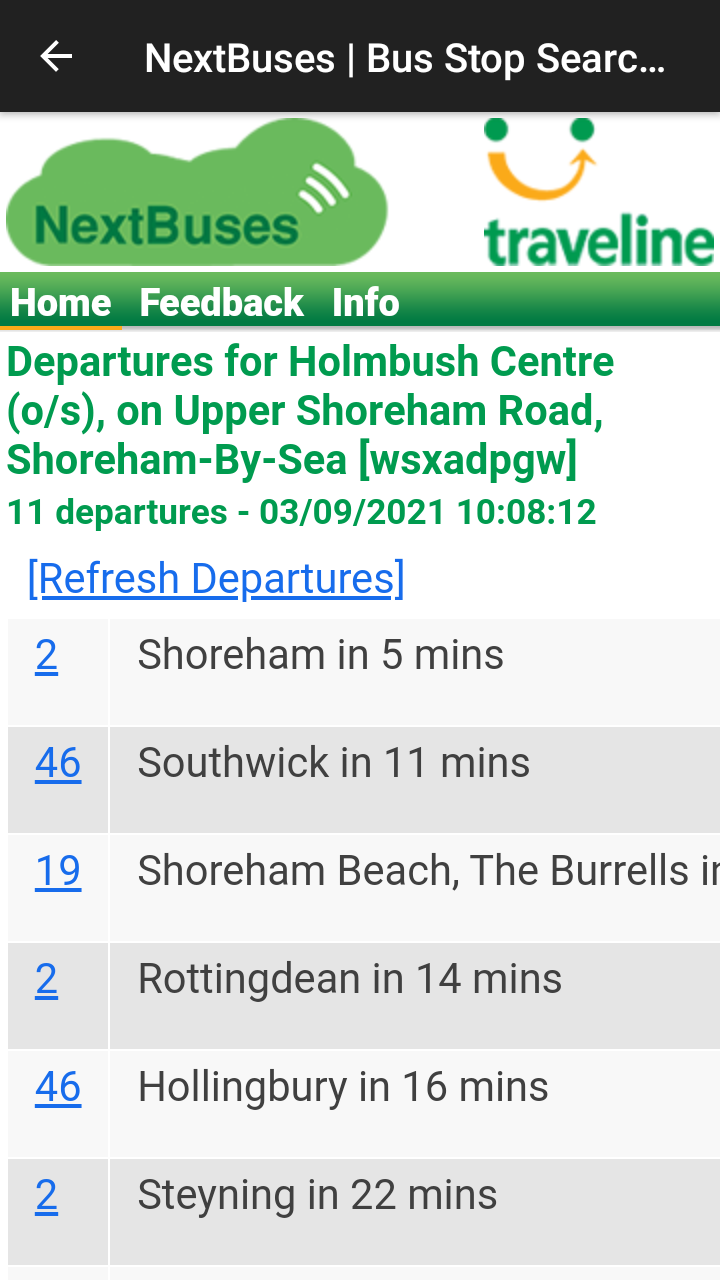 NextBuses | Bus Stop Searc...
NextBuses
traveline
Home Feedback Info
Departures for Holmbush Centre
(o/s), on Upper Shoreham Road,
Shoreham-By-Sea [wsxadpgw]
11 departures - 03/09/2021 10:08:12
[Refresh Departures]
2 Shoreham in 5 mins
46 Southwick in 11 mins
19 Shoreham Beach, The Burrells in
2 Rottingdean in 14 mins
46 Hollingbury in 16 mins
2 Steyning in 22 mins